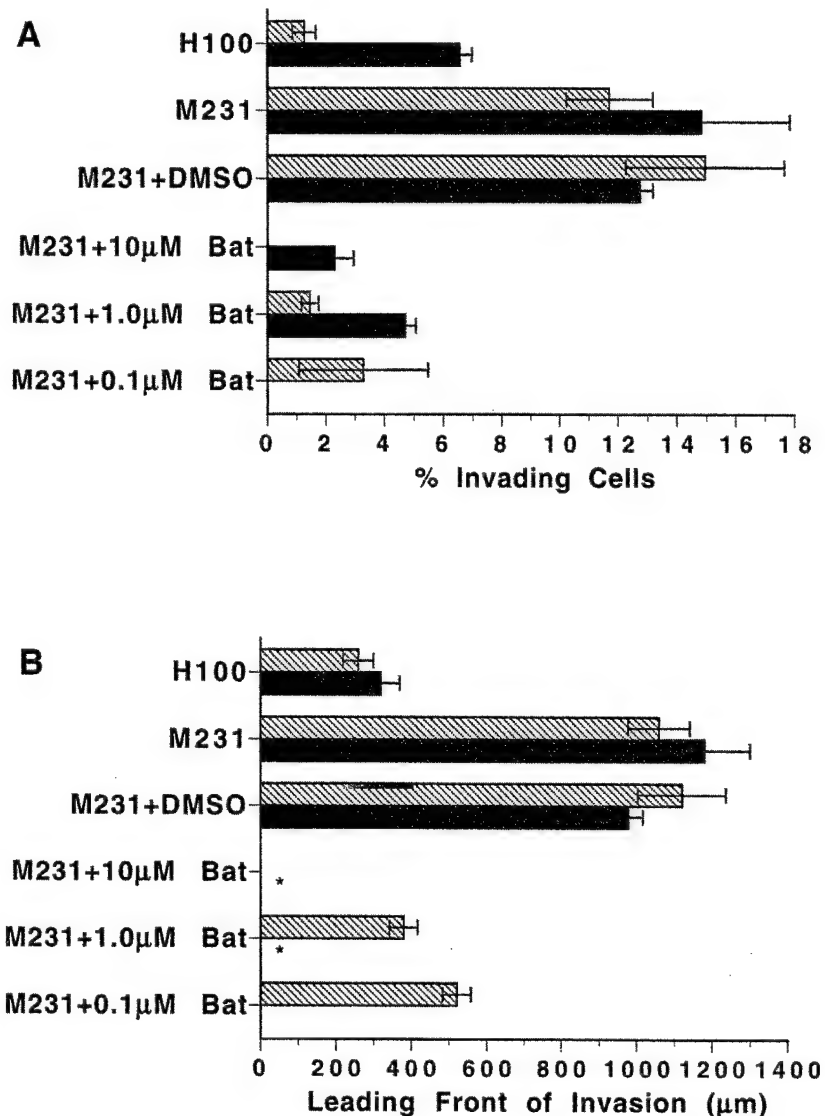 A
H100
M231
M231+DMSO
M231+10µM Bat
M231+1.0µM Bat
M231+0.1µM Bat
0 2 4 6 8 10 12 14 16 18
% Invading Cells
B
H100
M231
M231+DMSO
M231+10µM Bat
*
M231+1.0µM Bat
*
M231+0.1µM Bat
0 200 400 600 800 1000 1200 1400
Leading Front of Invasion (µm)